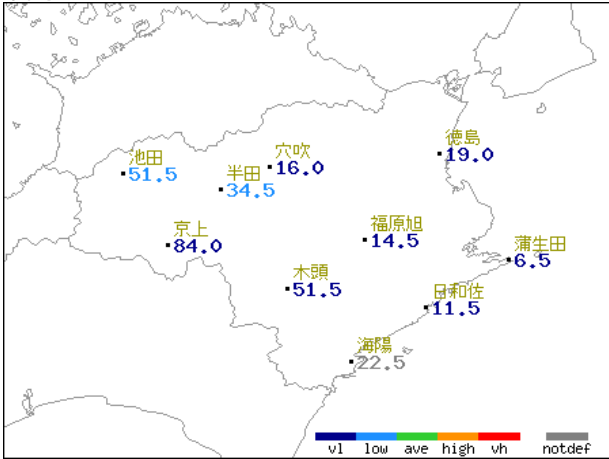 徳島
19.0
穴吹
16.0
池田
51.5
半田
34.5
京上
84.0
福原旭
14.5
蒲生田
6.5
木頭
51.5
日和佐
11.5
海陽
22.5
vl low ave high vh notdef